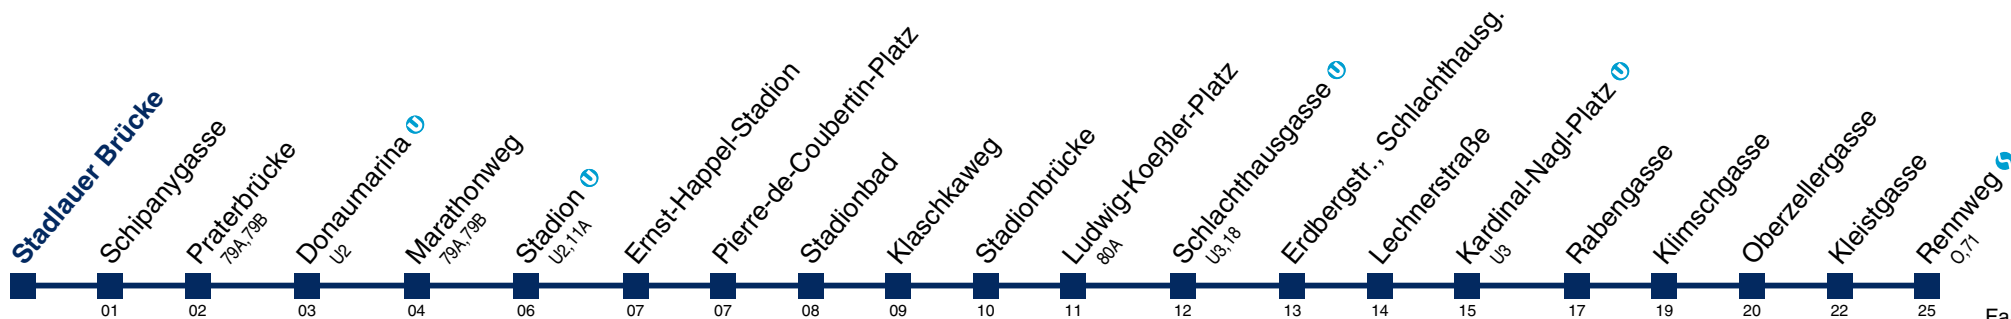 Stadlauer Brücke
Schipanygasse
Praterbrücke
79A,79B
Donaumarina U
U2
Marathonweg
79A,79B
Stadion U
U2,11A
Ernst-Happel-Stadion
Pierre-de-Coubertin-Platz
Stadionbad
Klaschkaweg
Stadionbrücke
Ludwig-Koeßler-Platz
80A
Schlachthausgasse U
U3,18
Erdbergstr., Schlachthausg.
Lechnerstraße
Kardinal-Nagl-Platz U
U3
Rabengasse
Klimschgasse
Oberzellergasse
Kleistgasse
Rennweg S
O,71
01 02 03 04 06 07 07 08 09 10 11 12 13 14 15 17 19 20 22 25
Fa